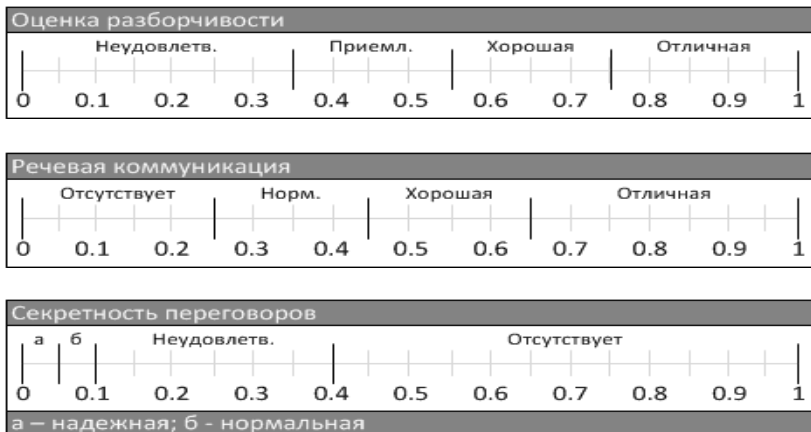 Оценка разборчивости
Неудовлетв. Приемл. Хорошая Отличная
0 0.1 0.2 0.3 0.4 0.5 0.6 0.7 0.8 0.9 1
Речевая коммуникация
Отсутствует Норм. Хорошая Отличная
0 0.1 0.2 0.3 0.4 0.5 0.6 0.7 0.8 0.9 1
Секретность переговоров
а б Неудовлетв. Отсутствует
0 0.1 0.2 0.3 0.4 0.5 0.6 0.7 0.8 0.9 1
а – надежная; б - нормальная